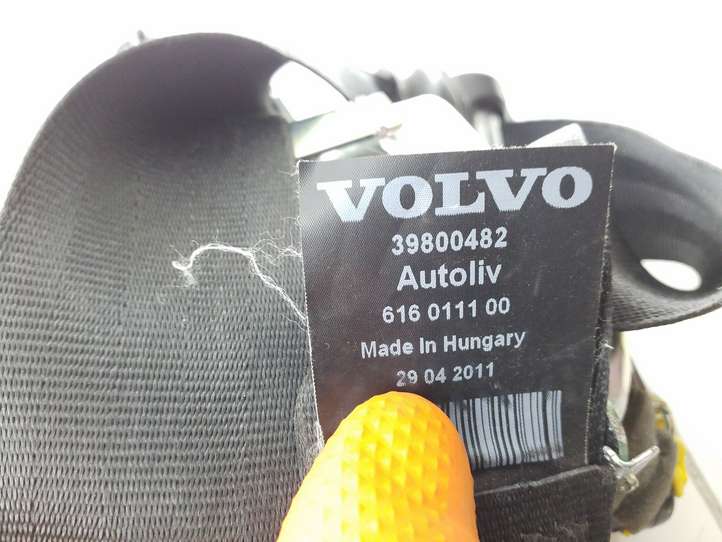 VOLVO
39800482
Autoliv
616 0111 00
Made In Hungary
29 04 2011